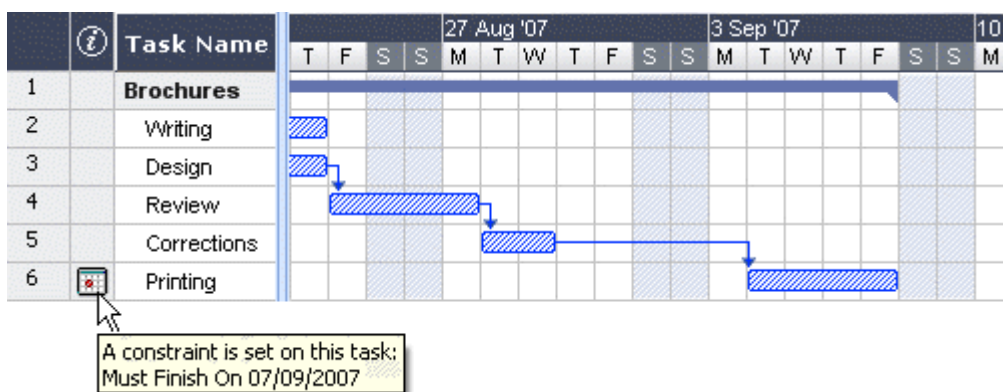 27 Aug '07 3 Sep '07 10
i Task Name T F S S M T W T F S S M T W T F S S M
1 Brochures
2 Writing
3 Design
4 Review
5 Corrections
6 Printing
A constraint is set on this task:
Must Finish On 07/09/2007